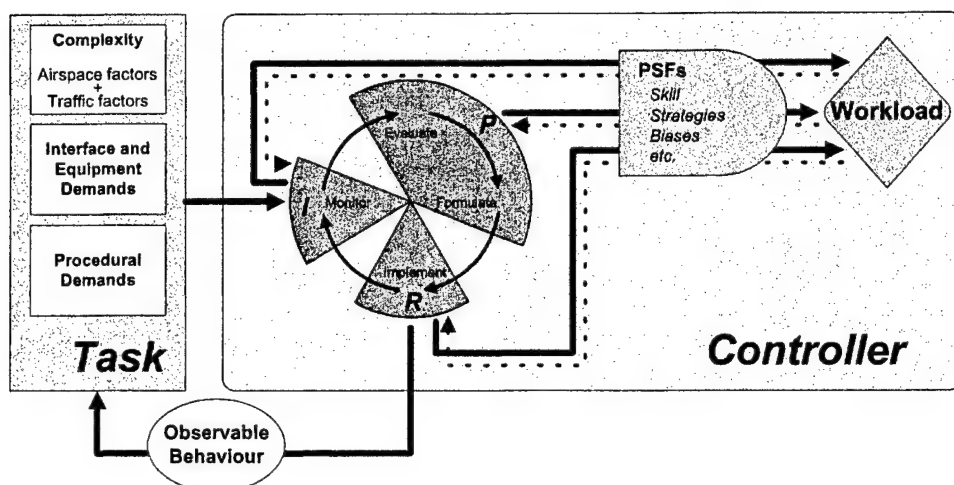 Complexity
Airspace factors
+
Traffic factors
Interface and
Equipment
Demands
Procedural
Demands
Task
Observable
Behaviour
Evaluate
P
I
Monitor
Formulate
Implement
R
PSFs
Skill
Strategies
Biases
etc.
Workload
Controller